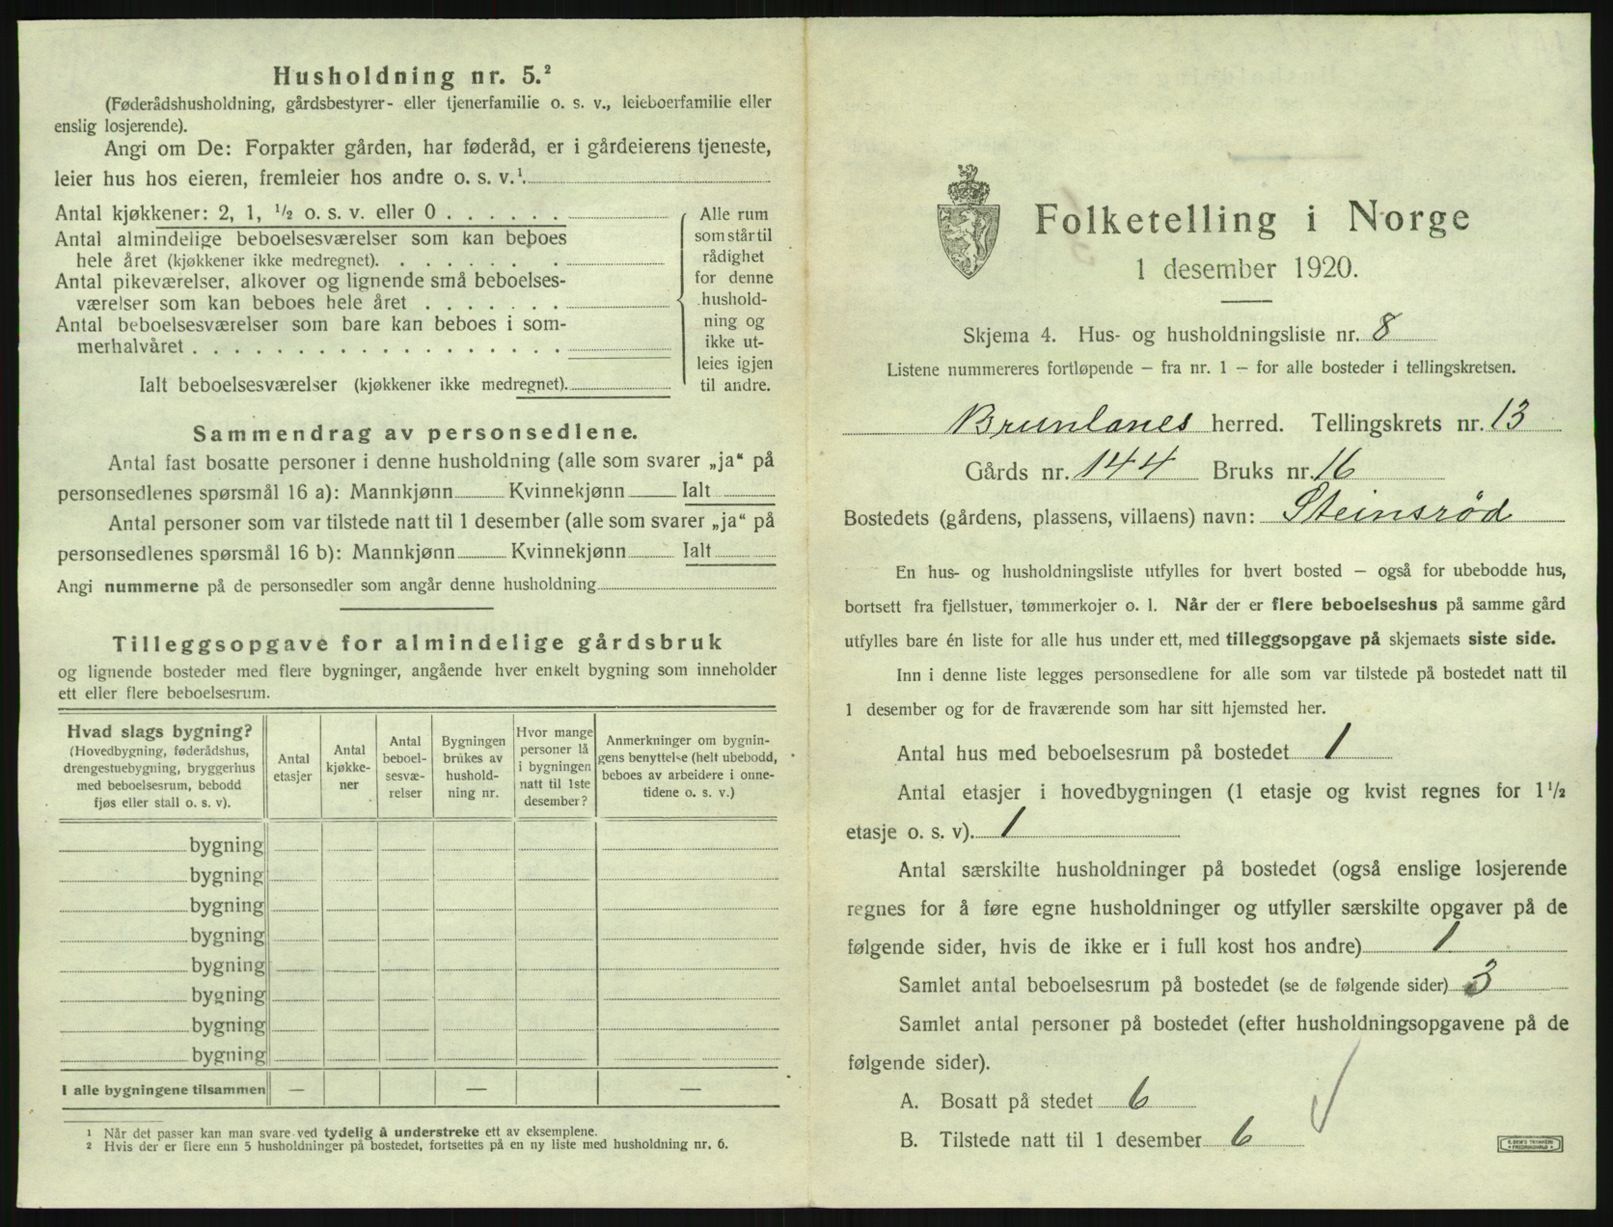 Husholdning nr. 5.²
(Føderådshusholdning, gårdsbestyrer- eller tjenerfamilie o. s. v., leieboerfamilie eller
enslig losjerende).
Angi om De: Forpakter gården, har føderåd, er i gårdeierens tjeneste,
leier hus hos eieren, fremleier hos andre o. s. v.¹.
Antal kjøkkener: 2, 1, ½ o. s. v. eller 0 . . . . . .
Antal almindelige beboelsesværelser som kan beboes
hele året (kjøkkener ikke medregnet). . . . . . . .
Antal pikeværelser, alkover og lignende små beboelses-
værelser som kan beboes hele året . . . . . . .
Antal beboelsesværelser som bare kan beboes i som-
merhalvåret . . . . . . . . . . . . . . . . . .
Ialt beboelsesværelser (kjøkkener ikke medregnet).
Alle rum
som står til
rådighet
for denne
hushold-
ning og
ikke ut-
leies igjen
til andre.
Sammendrag av personsedlene.
Antal fast bosatte personer i denne husholdning (alle som svarer „ja“ på
personsedlenes spørsmål 16 a): Mannkjønn Kvinnekjønn Ialt
Antal personer som var tilstede natt til 1 desember (alle som svarer „ja“ på
personsedlenes spørsmål 16 b): Mannkjønn Kvinnekjønn Ialt
Angi nummerne på de personsedler som angår denne husholdning
Tilleggsopgave for almindelige gårdsbruk
og lignende bosteder med flere bygninger, angående hver enkelt bygning som inneholder
ett eller flere beboelsesrum.
Hvad slags bygning?
(Hovedbygning, føderådshus,
drengestuebygning, bryggerhus
med beboelsesrum, bebodd
fjøs eller stall o. s. v).
Antal
etasjer
Antal
kjøkke-
ner
Antal
beboel-
sesvæ-
relser
Bygningen
brukes av
hushold-
ning nr.
Hvor mange
personer lå
i bygningen
natt til 1ste
desember?
Anmerkninger om bygnin-
gens benyttelse (helt ubebodd,
beboes av arbeidere i onne-
tidene o. s. v.)
bygning
bygning
bygning
bygning
bygning
bygning
bygning
bygning
I alle bygningene tilsammen — — —
¹ Når det passer kan man svare ved tydelig å understreke ett av eksemplene.
² Hvis der er flere enn 5 husholdninger på bostedet, fortsettes på en ny liste med husholdning nr. 6.
Folketelling i Norge
1 desember 1920.
Skjema 4. Hus- og husholdningsliste nr. 8
Listene nummereres fortløpende – fra nr. 1 – for alle bosteder i tellingskretsen.
Brunlanes herred. Tellingskrets nr. 13
Gårds nr. 144 Bruks nr. 16
Bostedets (gårdens, plassens, villaens) navn: Steinsrød
En hus- og husholdningsliste utfylles for hvert bosted – også for ubebodde hus,
bortsett fra fjellstuer, tømmerkojer o. l. Når der er flere beboelseshus på samme gård
utfylles bare én liste for alle hus under ett, med tilleggsopgave på skjemaets siste side.
Inn i denne liste legges personsedlene for alle som var tilstede på bostedet natt til
1 desember og for de fraværende som har sitt hjemsted her.
Antal hus med beboelsesrum på bostedet 1
Antal etasjer i hovedbygningen (1 etasje og kvist regnes for 1½
etasje o. s. v). 1
Antal særskilte husholdninger på bostedet (også enslige losjerende
regnes for å føre egne husholdninger og utfyller særskilte opgaver på de
følgende sider, hvis de ikke er i full kost hos andre) 1
Samlet antal beboelsesrum på bostedet (se de følgende sider) 3
Samlet antal personer på bostedet (efter husholdningsopgavene på de
følgende sider).
A. Bosatt på stedet 6
B. Tilstede natt til 1 desember 6